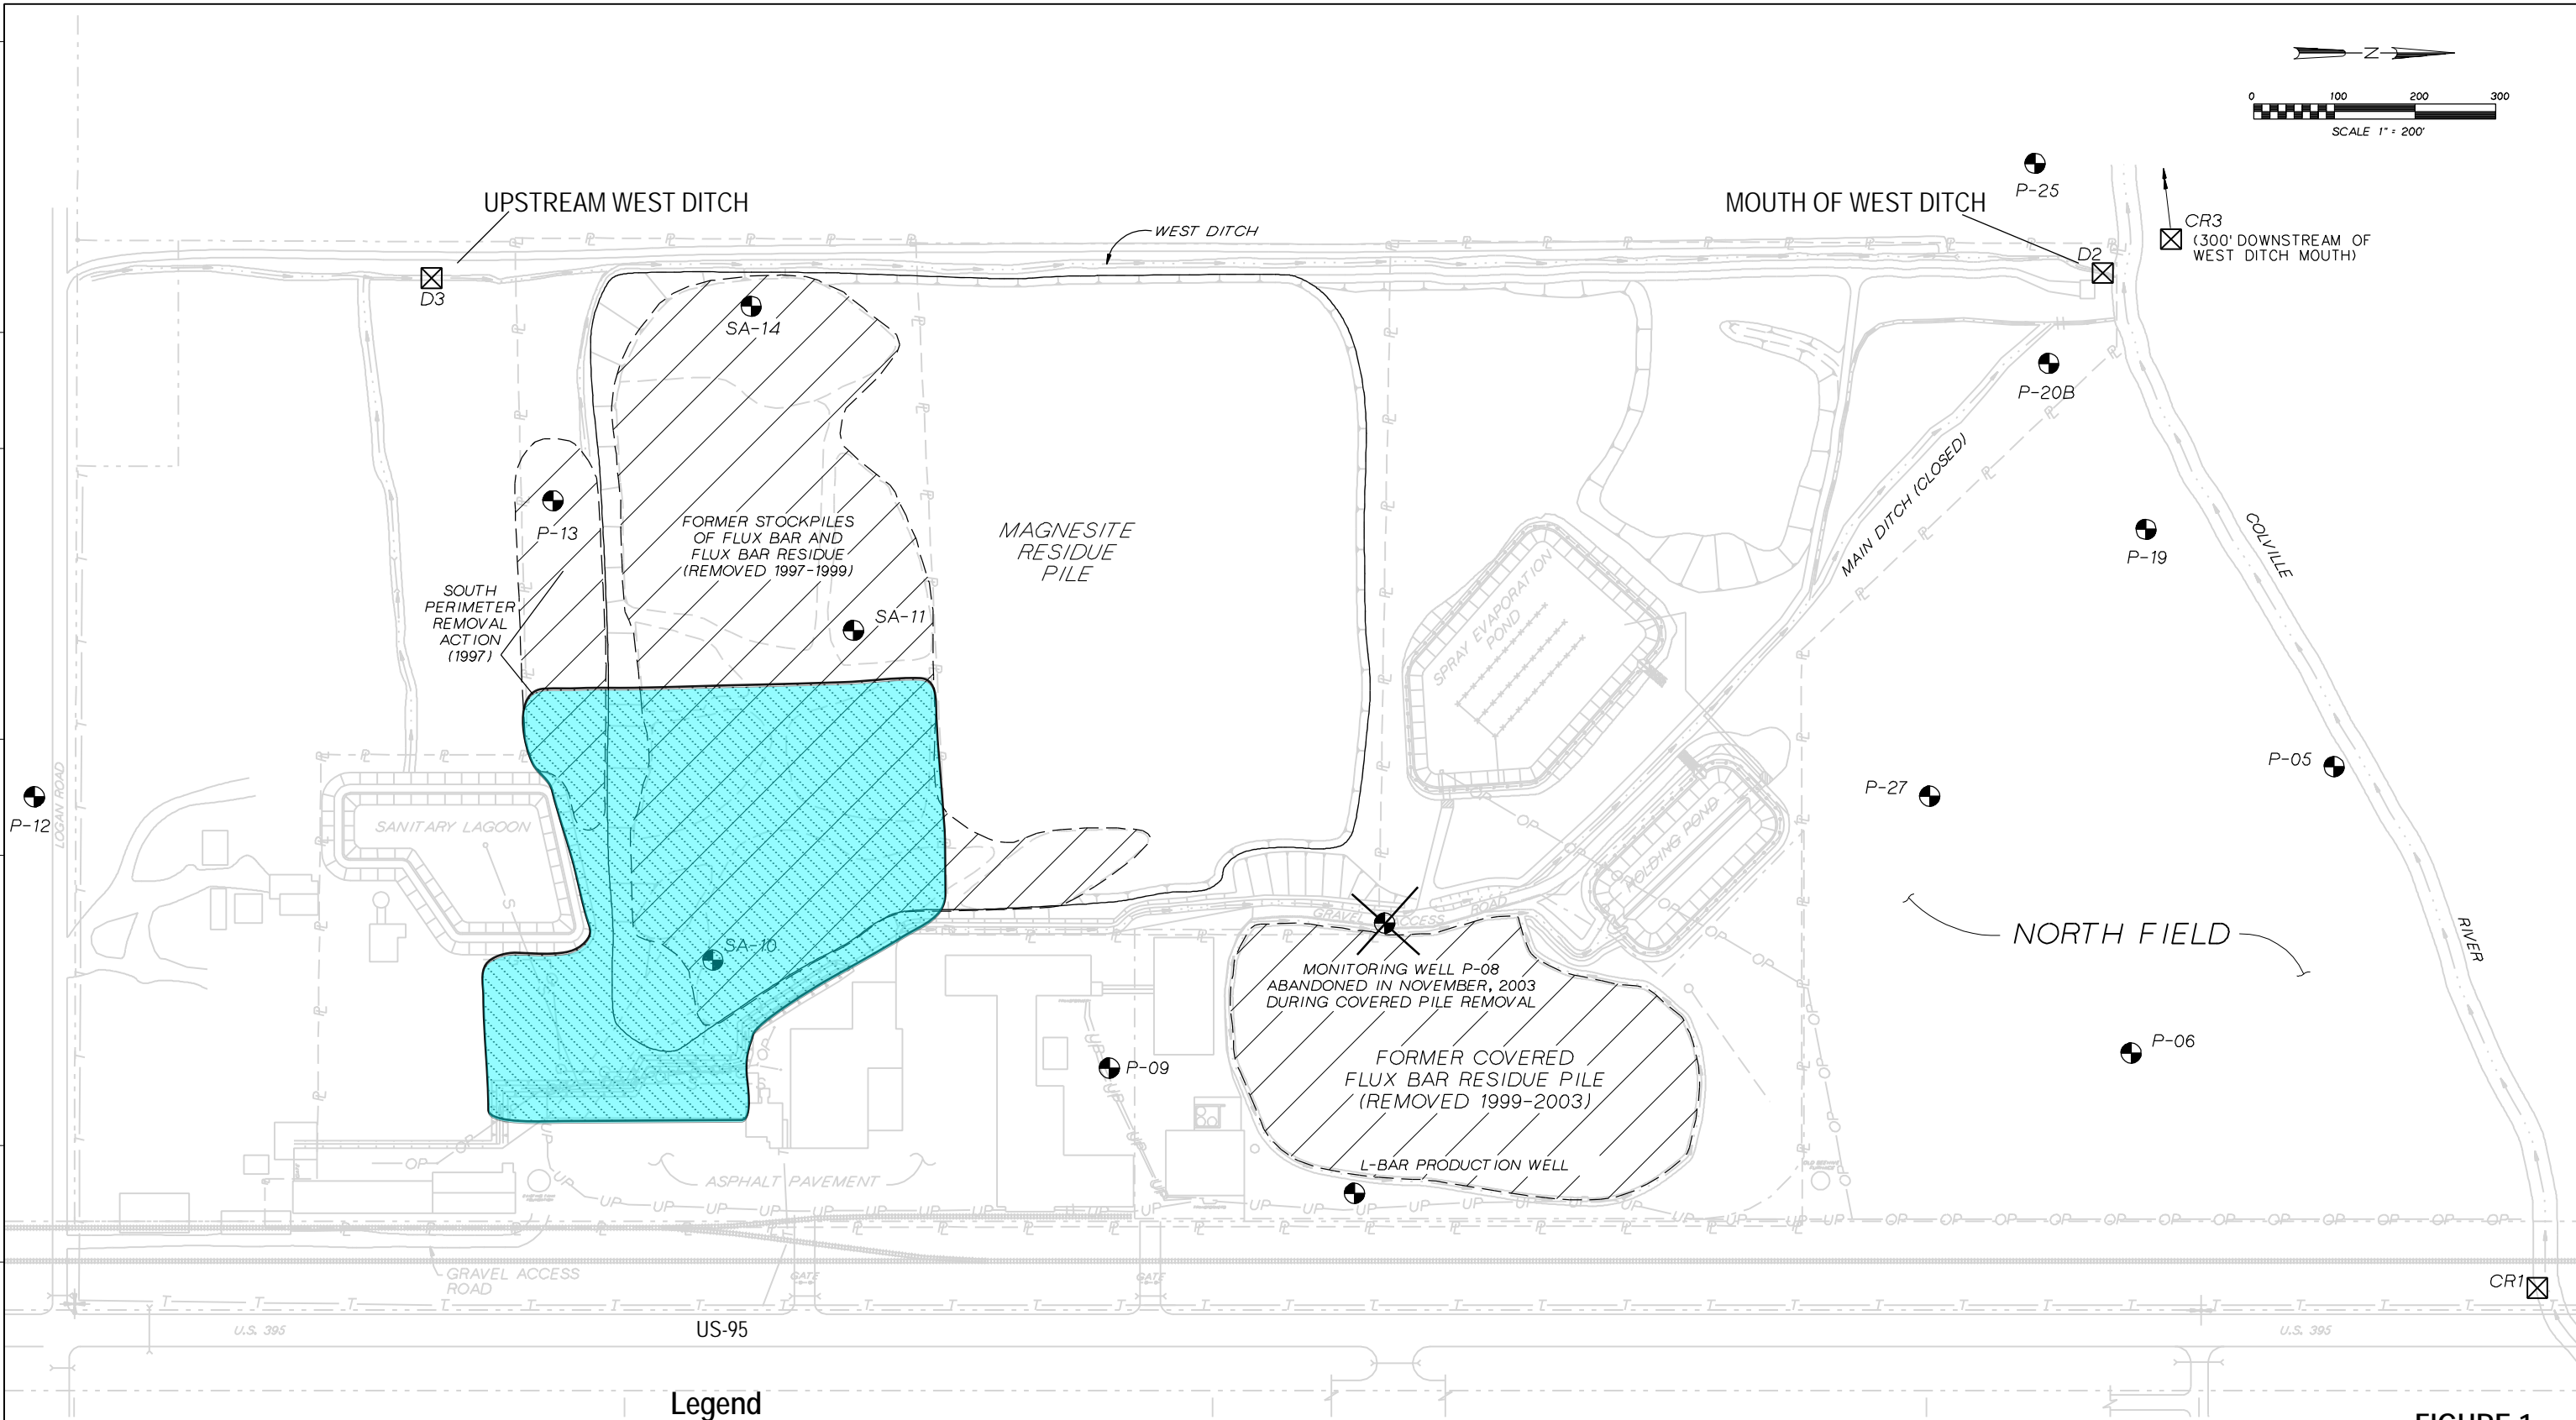 N
0 100 200 300
SCALE 1" = 200'
P-25
UPSTREAM WEST DITCH
MOUTH OF WEST DITCH
CR3
(300' DOWNSTREAM OF
WEST DITCH MOUTH)
WEST DITCH
D2
D3
SA-14
P-20B
MAIN DITCH (CLOSED)
COLVILLE
RIVER
P-13
FORMER STOCKPILES
OF FLUX BAR AND
FLUX BAR RESIDUE
(REMOVED 1997-1999)
MAGNESITE
RESIDUE
PILE
P-19
SOUTH
PERIMETER
REMOVAL
ACTION
(1997)
SA-11
SPRAY EVAPORATION
POND
P-05
P-27
P-12
LOGAN ROAD
SANITARY LAGOON
HOLDING POND
GRAVEL ACCESS ROAD
NORTH FIELD
SA-10
MONITORING WELL P-08
ABANDONED IN NOVEMBER, 2003
DURING COVERED PILE REMOVAL
P-06
P-09
FORMER COVERED
FLUX BAR RESIDUE PILE
(REMOVED 1999-2003)
L-BAR PRODUCTION WELL
ASPHALT PAVEMENT
GRAVEL ACCESS
ROAD
GATE
GATE
CR1
U.S. 395
US-95
U.S. 395
Legend
FIGURE 1